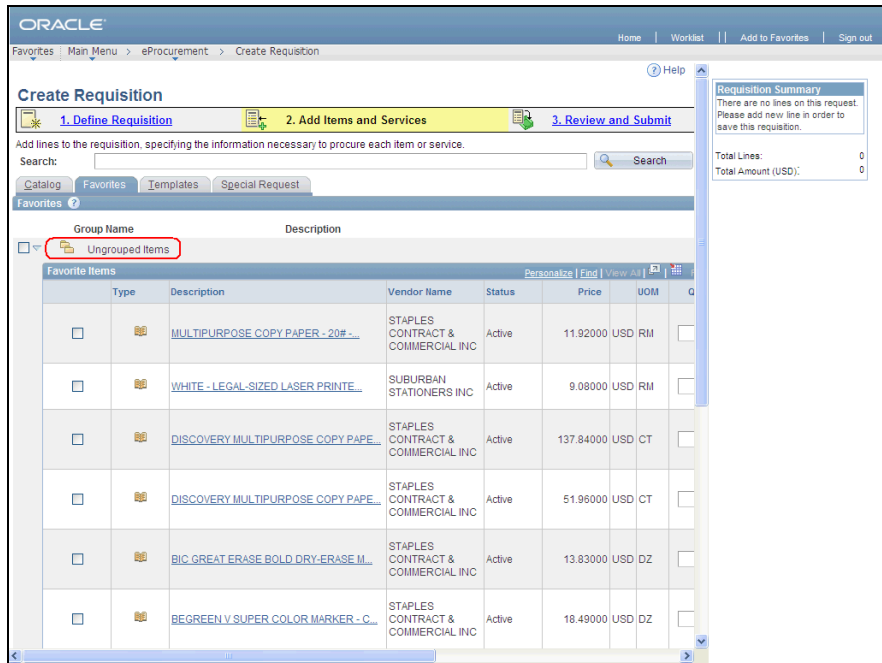 ORACLE
Home | Worklist || Add to Favorites | Sign out
Favorites | Main Menu > eProcurement > Create Requisition
Help
Create Requisition
1. Define Requisition 2. Add Items and Services 3. Review and Submit
Add lines to the requisition, specifying the information necessary to procure each item or service.
Search: Search
Catalog Favorites Templates Special Request
Favorites
Group Name Description
Ungrouped Items
Favorite Items Personalize | Find | View All
Type Description Vendor Name Status Price UOM
MULTIPURPOSE COPY PAPER - 20# -... STAPLES CONTRACT & COMMERCIAL INC Active 11.92000 USD RM
WHITE - LEGAL-SIZED LASER PRINTE... SUBURBAN STATIONERS INC Active 9.08000 USD RM
DISCOVERY MULTIPURPOSE COPY PAPE... STAPLES CONTRACT & COMMERCIAL INC Active 137.84000 USD CT
DISCOVERY MULTIPURPOSE COPY PAPE... STAPLES CONTRACT & COMMERCIAL INC Active 51.96000 USD CT
BIC GREAT ERASE BOLD DRY-ERASE M... STAPLES CONTRACT & COMMERCIAL INC Active 13.83000 USD DZ
BEGREEN V SUPER COLOR MARKER - C... STAPLES CONTRACT & COMMERCIAL INC Active 18.49000 USD DZ
Requisition Summary
There are no lines on this request.
Please add new line in order to
save this requisition.
Total Lines: 0
Total Amount (USD): 0